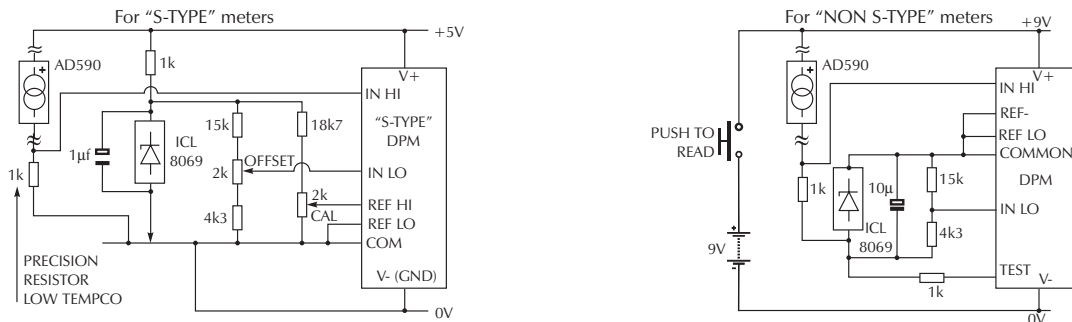 For "S-TYPE" meters
+5V
AD590
1k
V+
IN HI
"S-TYPE"
DPM
15k
18k7
1µf
ICL
8069
OFFSET
2k
IN LO
1k
2k
REF HI
CAL
4k3
REF LO
COM
PRECISION
RESISTOR
LOW TEMPCO
V- (GND)
0V
For "NON S-TYPE" meters
+9V
AD590
V+
IN HI
REF-
PUSH TO
READ
REF LO
COMMON
1k
10µ
15k
DPM
IN LO
ICL
8069
4k3
9V
TEST
1k
V-
0V